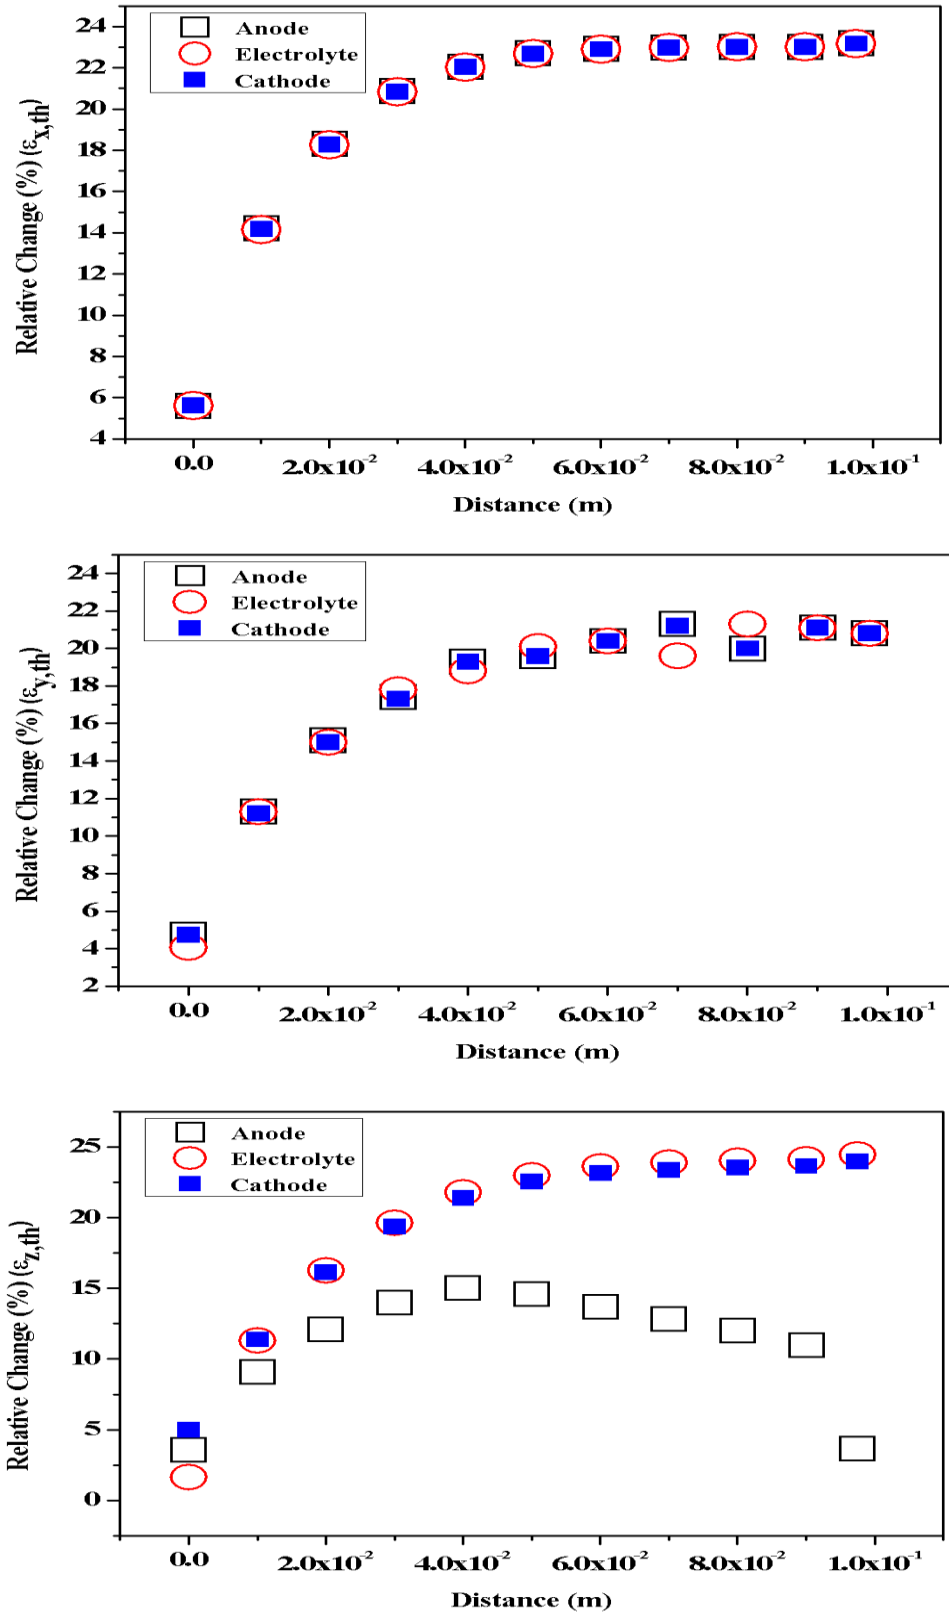 24
22
20
18
16
14
12
10
8
6
4
Relative Change (%) (εx,th)
Anode
Electrolyte
Cathode
0.0
2.0x10⁻²
4.0x10⁻²
6.0x10⁻²
8.0x10⁻²
1.0x10⁻¹
Distance (m)
24
22
20
18
16
14
12
10
8
6
4
2
Relative Change (%) (εy,th)
Anode
Electrolyte
Cathode
0.0
2.0x10⁻²
4.0x10⁻²
6.0x10⁻²
8.0x10⁻²
1.0x10⁻¹
Distance (m)
25
20
15
10
5
0
Relative Change (%) (εz,th)
Anode
Electrolyte
Cathode
0.0
2.0x10⁻²
4.0x10⁻²
6.0x10⁻²
8.0x10⁻²
1.0x10⁻¹
Distance (m)